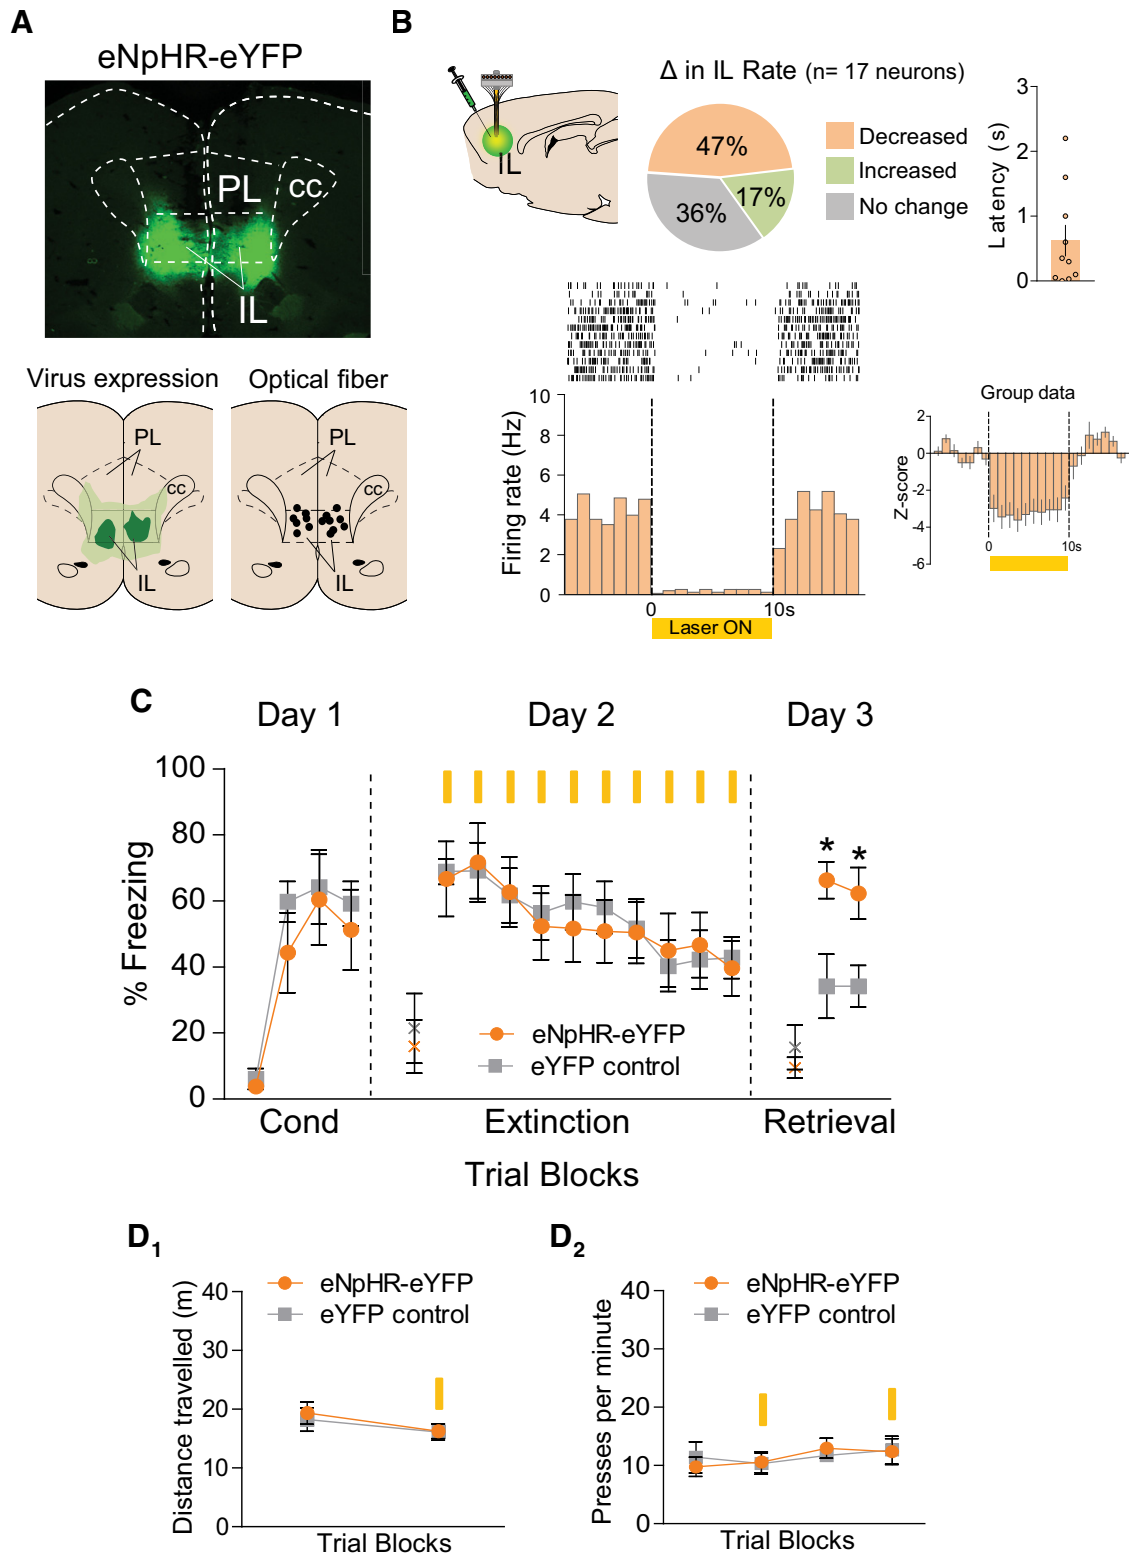 A
eNpHR-eYFP
PL
cc
IL
Virus expression
Optical fiber
PL
cc
IL
PL
cc
IL
B
IL
Δ in IL Rate (n= 17 neurons)
47%
17%
36%
Decreased
Increased
No change
Latency (s)
3
2
1
0
Firing rate (Hz)
10
8
6
4
2
0
0
10s
Laser ON
Group data
Z-score
2
0
-2
-4
-6
0
10s
C
Day 1
Day 2
Day 3
% Freezing
100
80
60
40
20
0
* *
eNpHR-eYFP
eYFP control
Cond
Extinction
Retrieval
Trial Blocks
D1
eNpHR-eYFP
eYFP control
Distance travelled (m)
40
30
20
10
0
Trial Blocks
D2
eNpHR-eYFP
eYFP control
Presses per minute
40
30
20
10
0
Trial Blocks